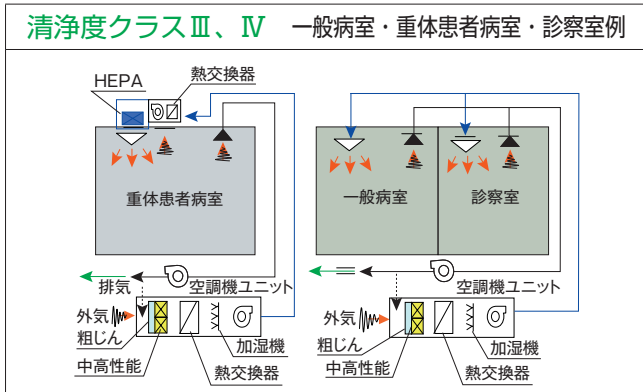 清浄度クラスⅢ、Ⅳ 一般病室・重体患者病室・診察室例
HEPA
熱交換器
重体患者病室
排気
空調機ユニット
外気
粗じん
中高性能
熱交換器
加湿機
一般病室
診察室
空調機ユニット
外気
粗じん
中高性能
熱交換器
加湿機